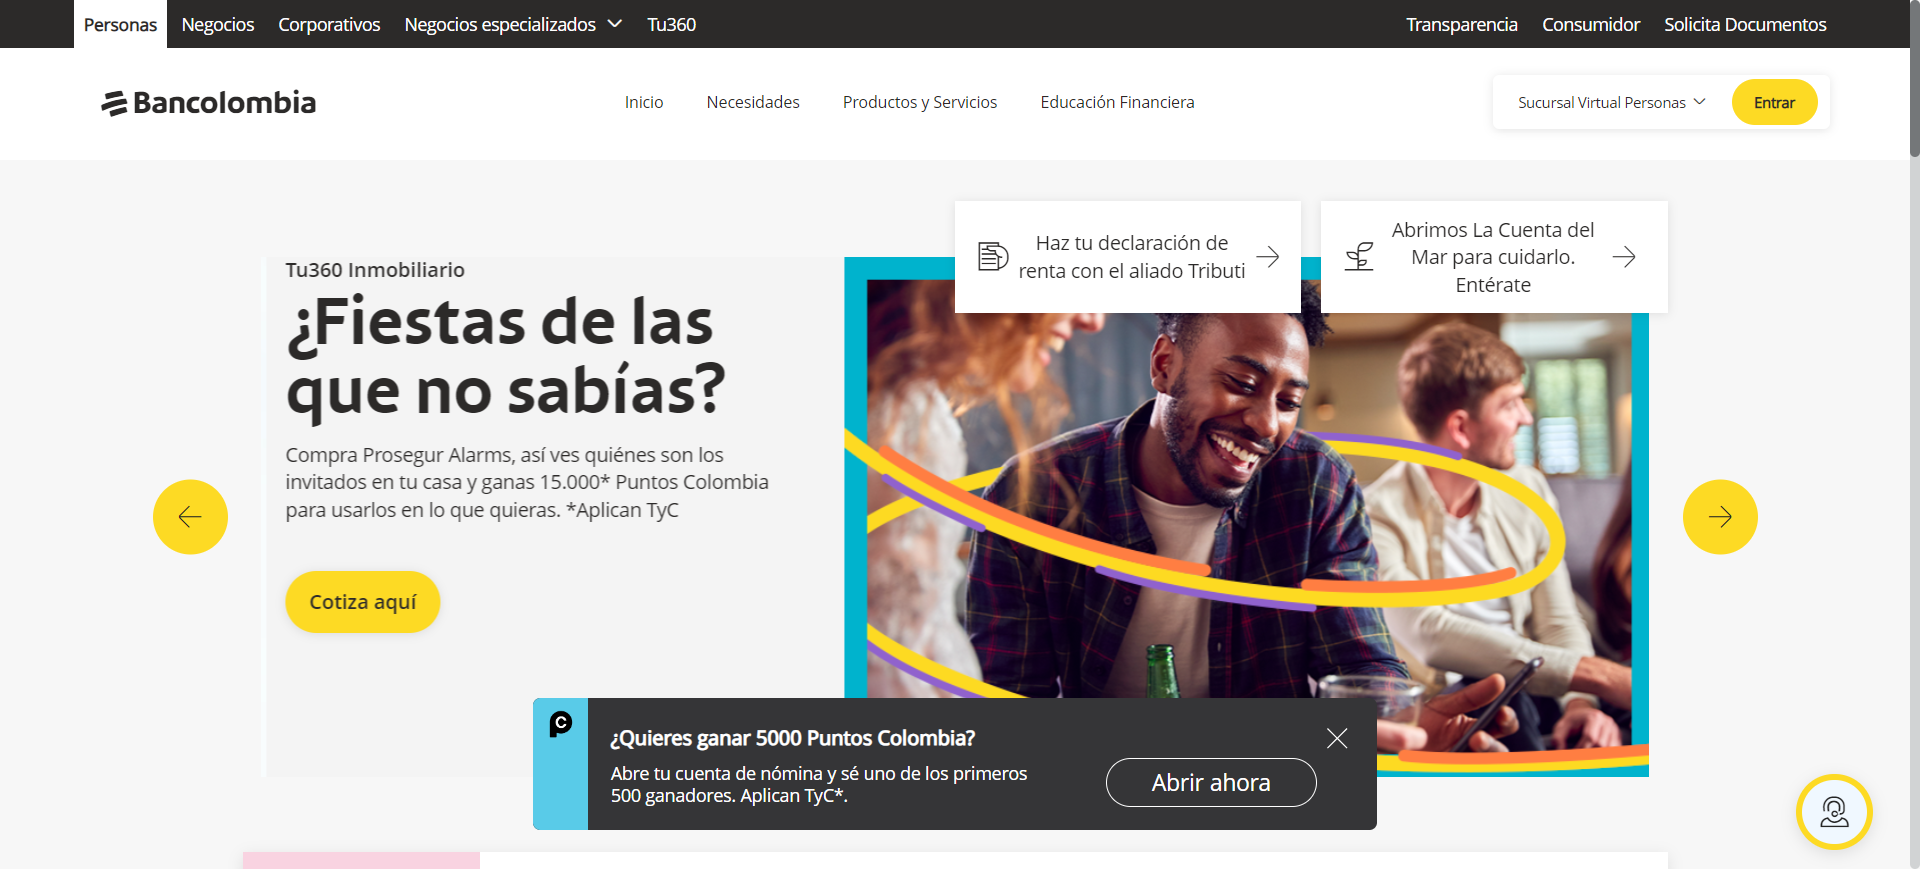 Personas
Negocios
Corporativos
Negocios especializados
Tu360
Transparencia
Consumidor
Solicita Documentos
Bancolombia
Inicio
Necesidades
Productos y Servicios
Educación Financiera
Sucursal Virtual Personas
Entrar
Haz tu declaración de
renta con el aliado Tributi
Abrimos La Cuenta del
Mar para cuidarlo.
Entérate
Tu360 Inmobiliario
¿Fiestas de las
que no sabías?
Compra Prosegur Alarms, así ves quiénes son los
invitados en tu casa y ganas 15.000* Puntos Colombia
para usarlos en lo que quieras. *Aplican TyC
Cotiza aquí
¿Quieres ganar 5000 Puntos Colombia?
Abre tu cuenta de nómina y sé uno de los primeros
500 ganadores. Aplican TyC*.
Abrir ahora